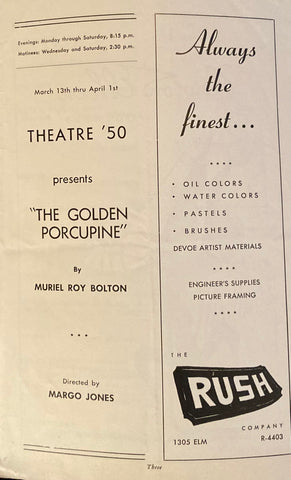 Evenings: Monday through Saturday, 8:15 p.m.
Matinees: Wednesday and Saturday, 2:30 p.m.
March 13th thru April 1st
THEATRE '50
presents
"THE GOLDEN
PORCUPINE"
By
MURIEL ROY BOLTON
Directed by
MARGO JONES
Always
the
finest...
• OIL COLORS
• WATER COLORS
• PASTELS
• BRUSHES
DEVOE ARTIST MATERIALS
ENGINEER'S SUPPLIES
PICTURE FRAMING
THE
RUSH
COMPANY
1305 ELM R-4403
Three